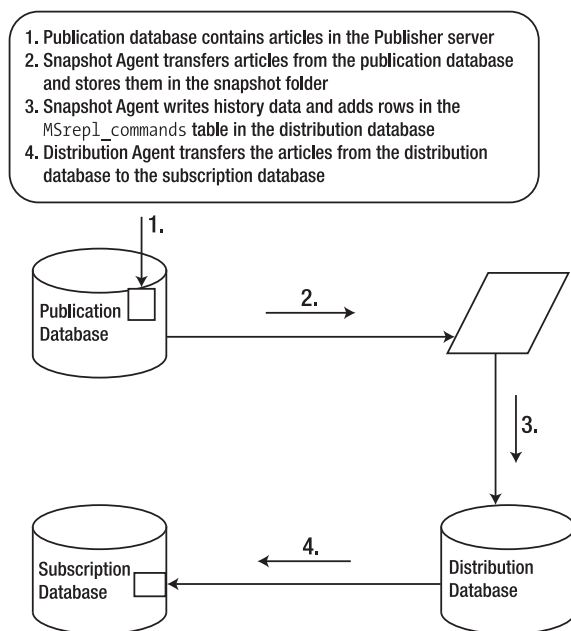 1. Publication database contains articles in the Publisher server
2. Snapshot Agent transfers articles from the publication database
and stores them in the snapshot folder
3. Snapshot Agent writes history data and adds rows in the
MSrepl_commands table in the distribution database
4. Distribution Agent transfers the articles from the distribution
database to the subscription database
1.
Publication
Database
2.
3.
Subscription
Database
4.
Distribution
Database